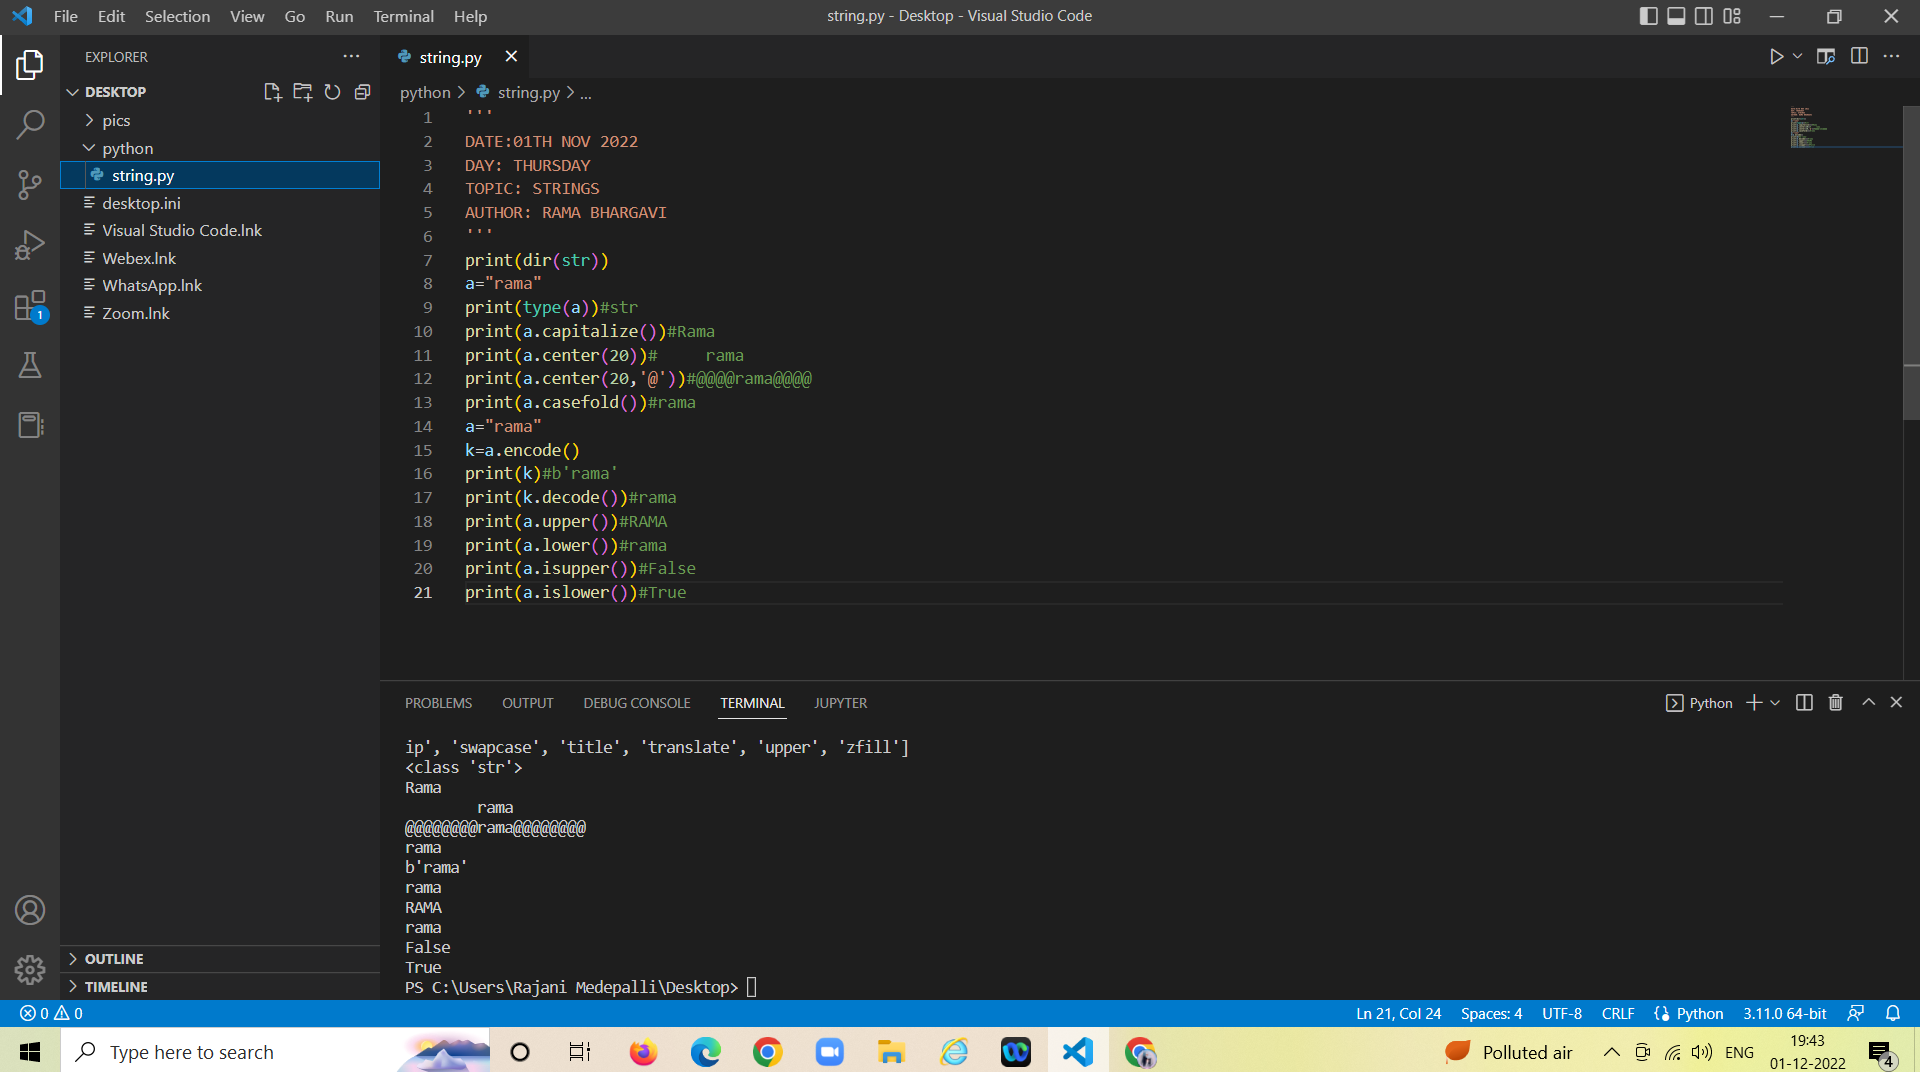 File Edit Selection View Go Run Terminal Help
string.py - Desktop - Visual Studio Code
EXPLORER
DESKTOP
pics
python
string.py
desktop.ini
Visual Studio Code.lnk
Webex.lnk
WhatsApp.lnk
Zoom.lnk
OUTLINE
TIMELINE
1
string.py
python > string.py > ...
1 '''
2 DATE:01TH NOV 2022
3 DAY: THURSDAY
4 TOPIC: STRINGS
5 AUTHOR: RAMA BHARGAVI
6 '''
7 print(dir(str))
8 a="rama"
9 print(type(a))#str
10 print(a.capitalize())#Rama
11 print(a.center(20))#     rama
12 print(a.center(20,'@'))#@@@@rama@@@@
13 print(a.casefold())#rama
14 a="rama"
15 k=a.encode()
16 print(k)#b'rama'
17 print(k.decode())#rama
18 print(a.upper())#RAMA
19 print(a.lower())#rama
20 print(a.isupper())#False
21 print(a.islower())#True
PROBLEMS OUTPUT DEBUG CONSOLE TERMINAL JUPYTER
Python
ip', 'swapcase', 'title', 'translate', 'upper', 'zfill']
<class 'str'>
Rama
        rama
@@@@@@@@rama@@@@@@@@
rama
b'rama'
rama
RAMA
rama
False
True
PS C:\Users\Rajani Medepalli\Desktop>
0 0
Ln 21, Col 24 Spaces: 4 UTF-8 CRLF Python 3.11.0 64-bit
Type here to search
Polluted air
ENG
19:43
01-12-2022
4